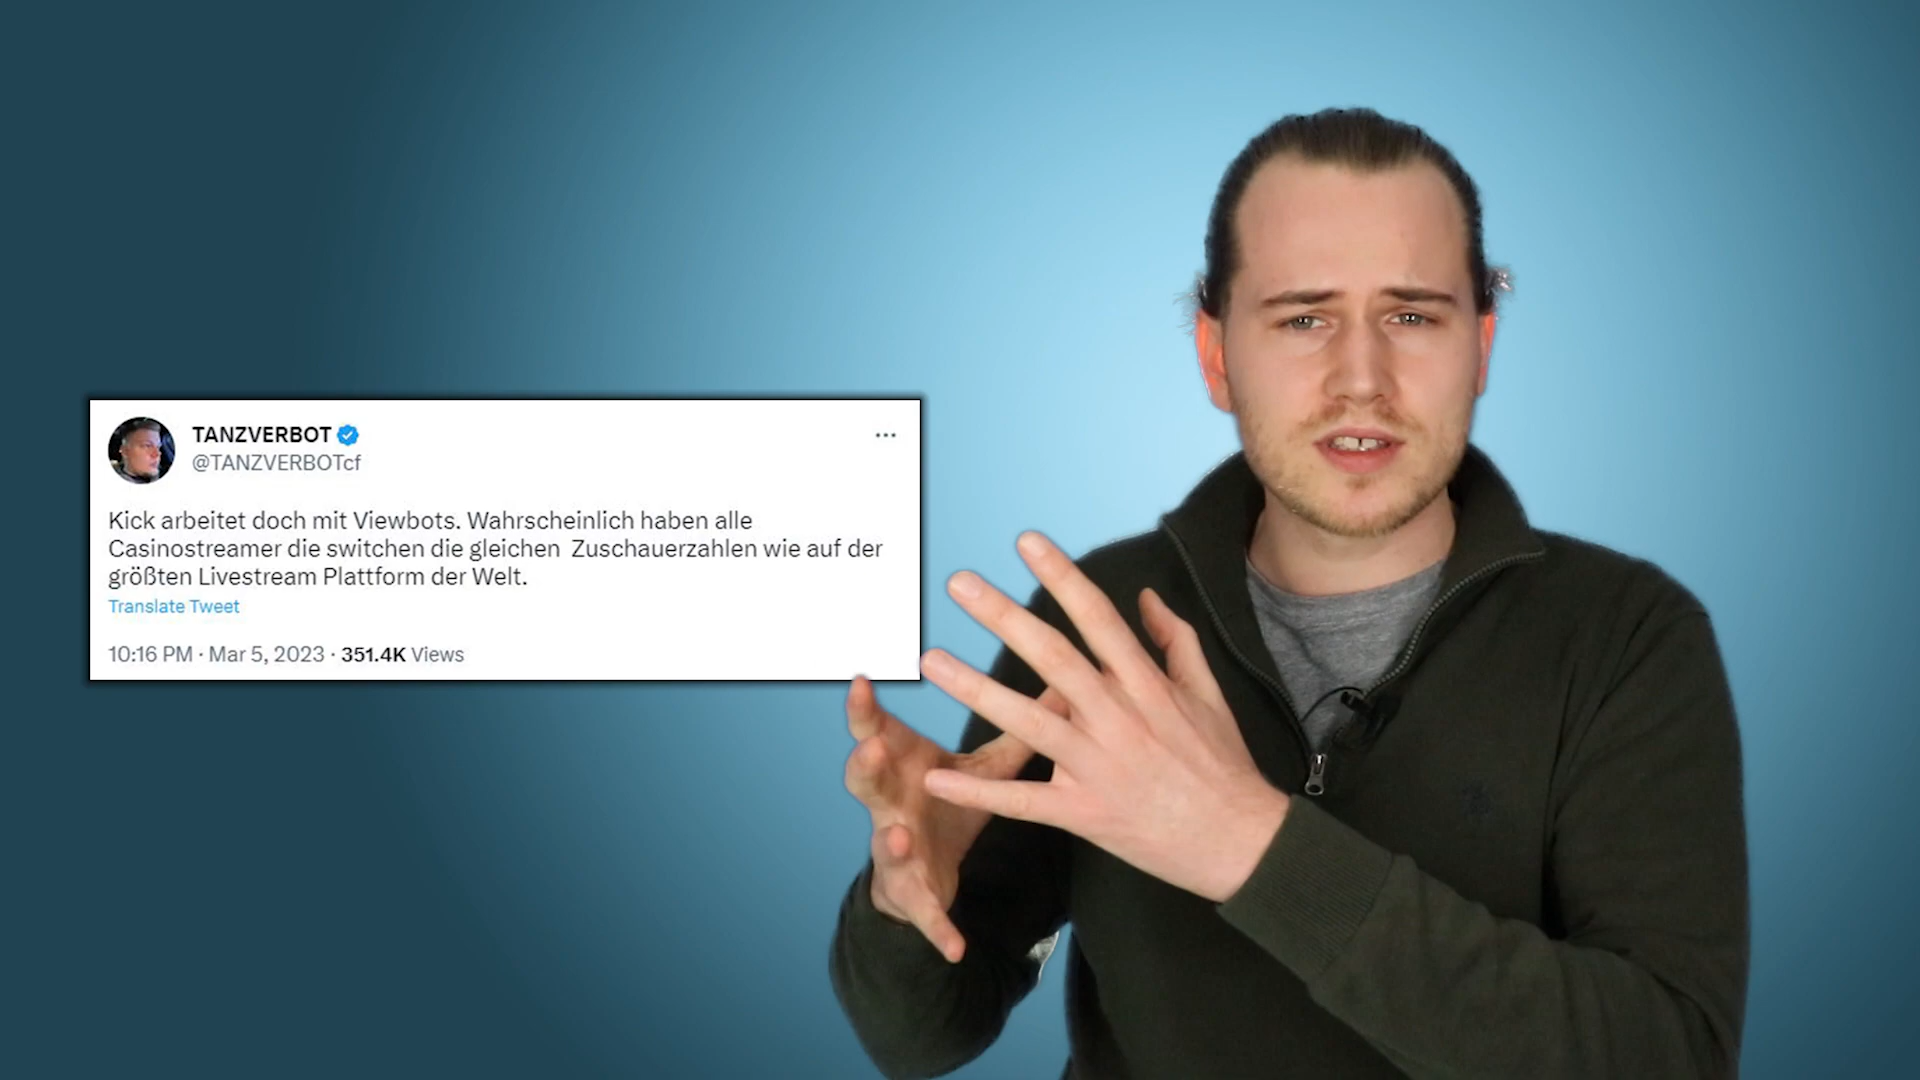 TANZVERBOT
@TANZVERBOTcf
Kick arbeitet doch mit Viewbots. Wahrscheinlich haben alle
Casinostreamer die switchen die gleichen  Zuschauerzahlen wie auf der
größten Livestream Plattform der Welt.
Translate Tweet
10:16 PM · Mar 5, 2023 · 351.4K Views